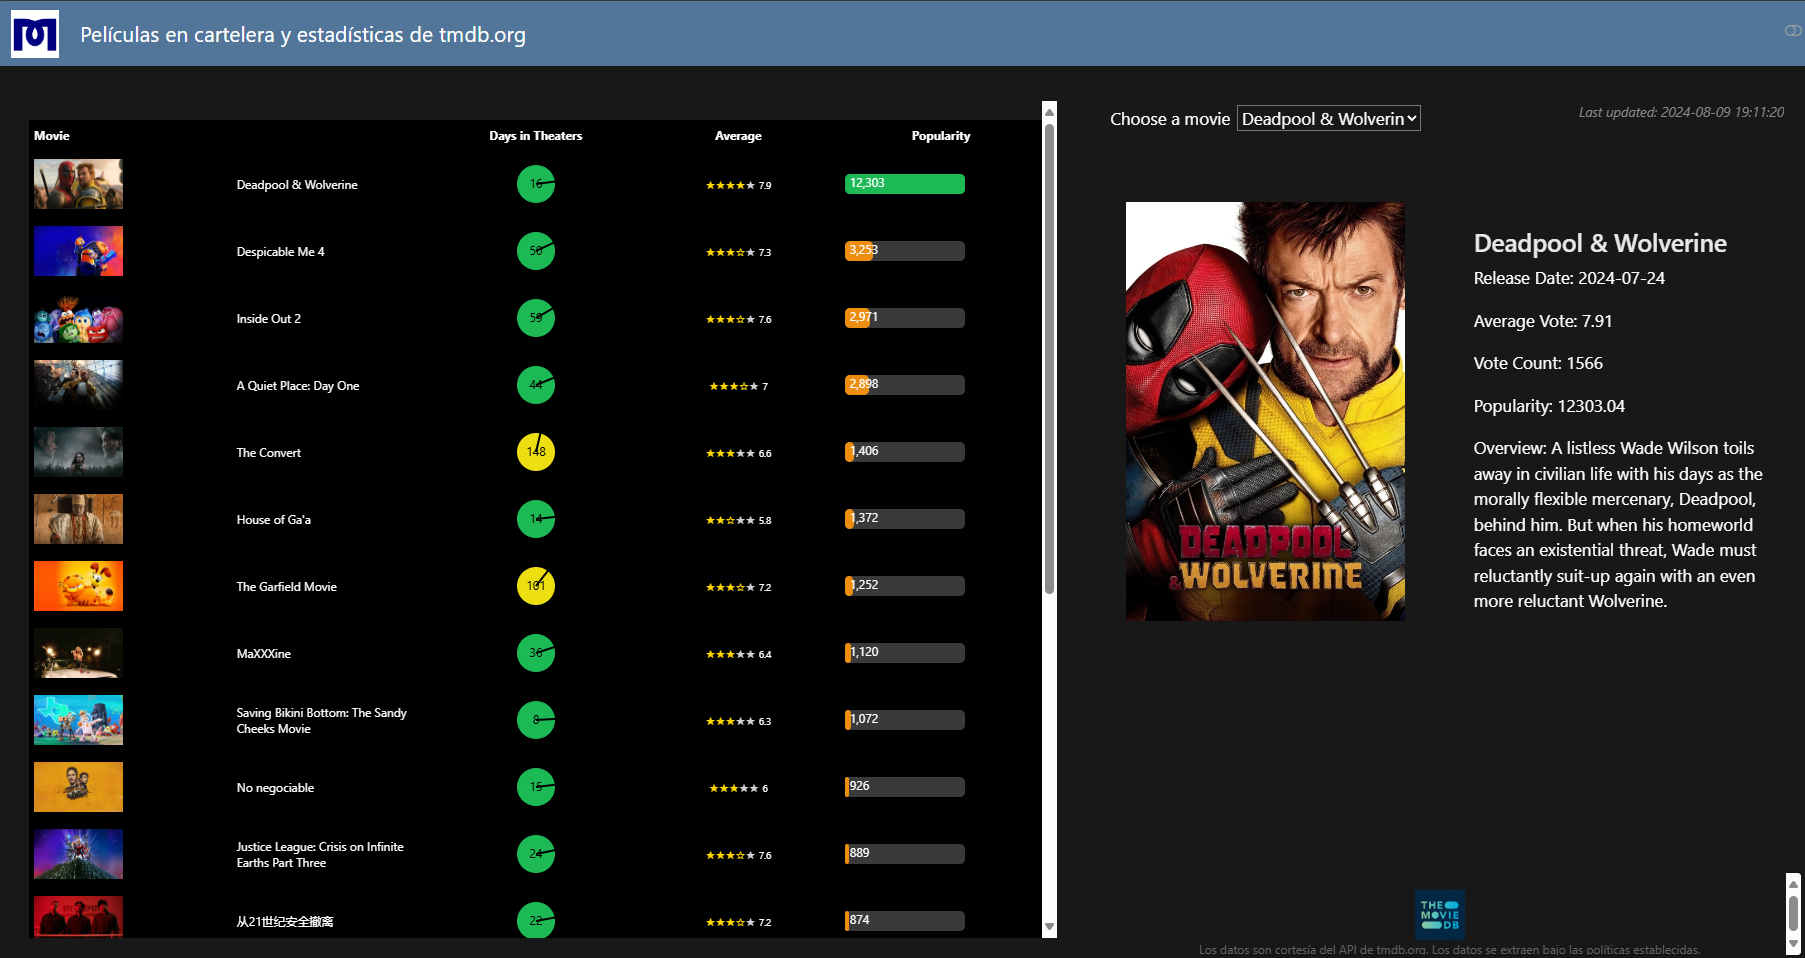 Películas en cartelera y estadísticas de tmdb.org
Movie Days in Theaters Average Popularity
Deadpool & Wolverine 16 7.9 12,303
Despicable Me 4 50 7.3 3,253
Inside Out 2 59 7.6 2,971
A Quiet Place: Day One 44 7 2,898
The Convert 148 6.6 1,406
House of Ga'a 14 5.8 1,372
The Garfield Movie 101 7.2 1,252
MaXXXine 36 6.4 1,120
Saving Bikini Bottom: The Sandy
Cheeks Movie 8 6.3 1,072
No negociable 15 6 926
Justice League: Crisis on Infinite
Earths Part Three 24 7.6 889
从21世纪安全撤离 22 7.2 874
Choose a movie Deadpool & Wolverin
Last updated: 2024-08-09 19:11:20
DEADPOOL
& WOLVERINE
Deadpool & Wolverine
Release Date: 2024-07-24
Average Vote: 7.91
Vote Count: 1566
Popularity: 12303.04
Overview: A listless Wade Wilson toils
away in civilian life with his days as the
morally flexible mercenary, Deadpool,
behind him. But when his homeworld
faces an existential threat, Wade must
reluctantly suit-up again with an even
more reluctant Wolverine.
THE
MOVIE
DB
Los datos son cortesía del API de tmdb.org. Los datos se extraen bajo las políticas establecidas.